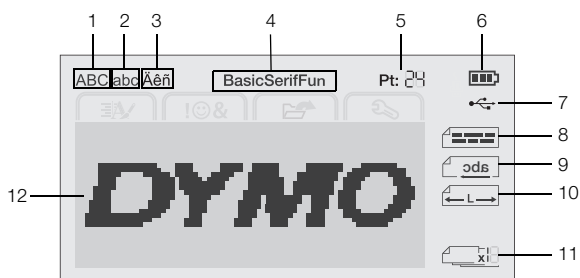 1 2 3 4 5 6
ABC abc Äêñ BasicSerifFun Pt: 24
7
A ! & 
8
DYMO
abc 9
12
L 10
x 11